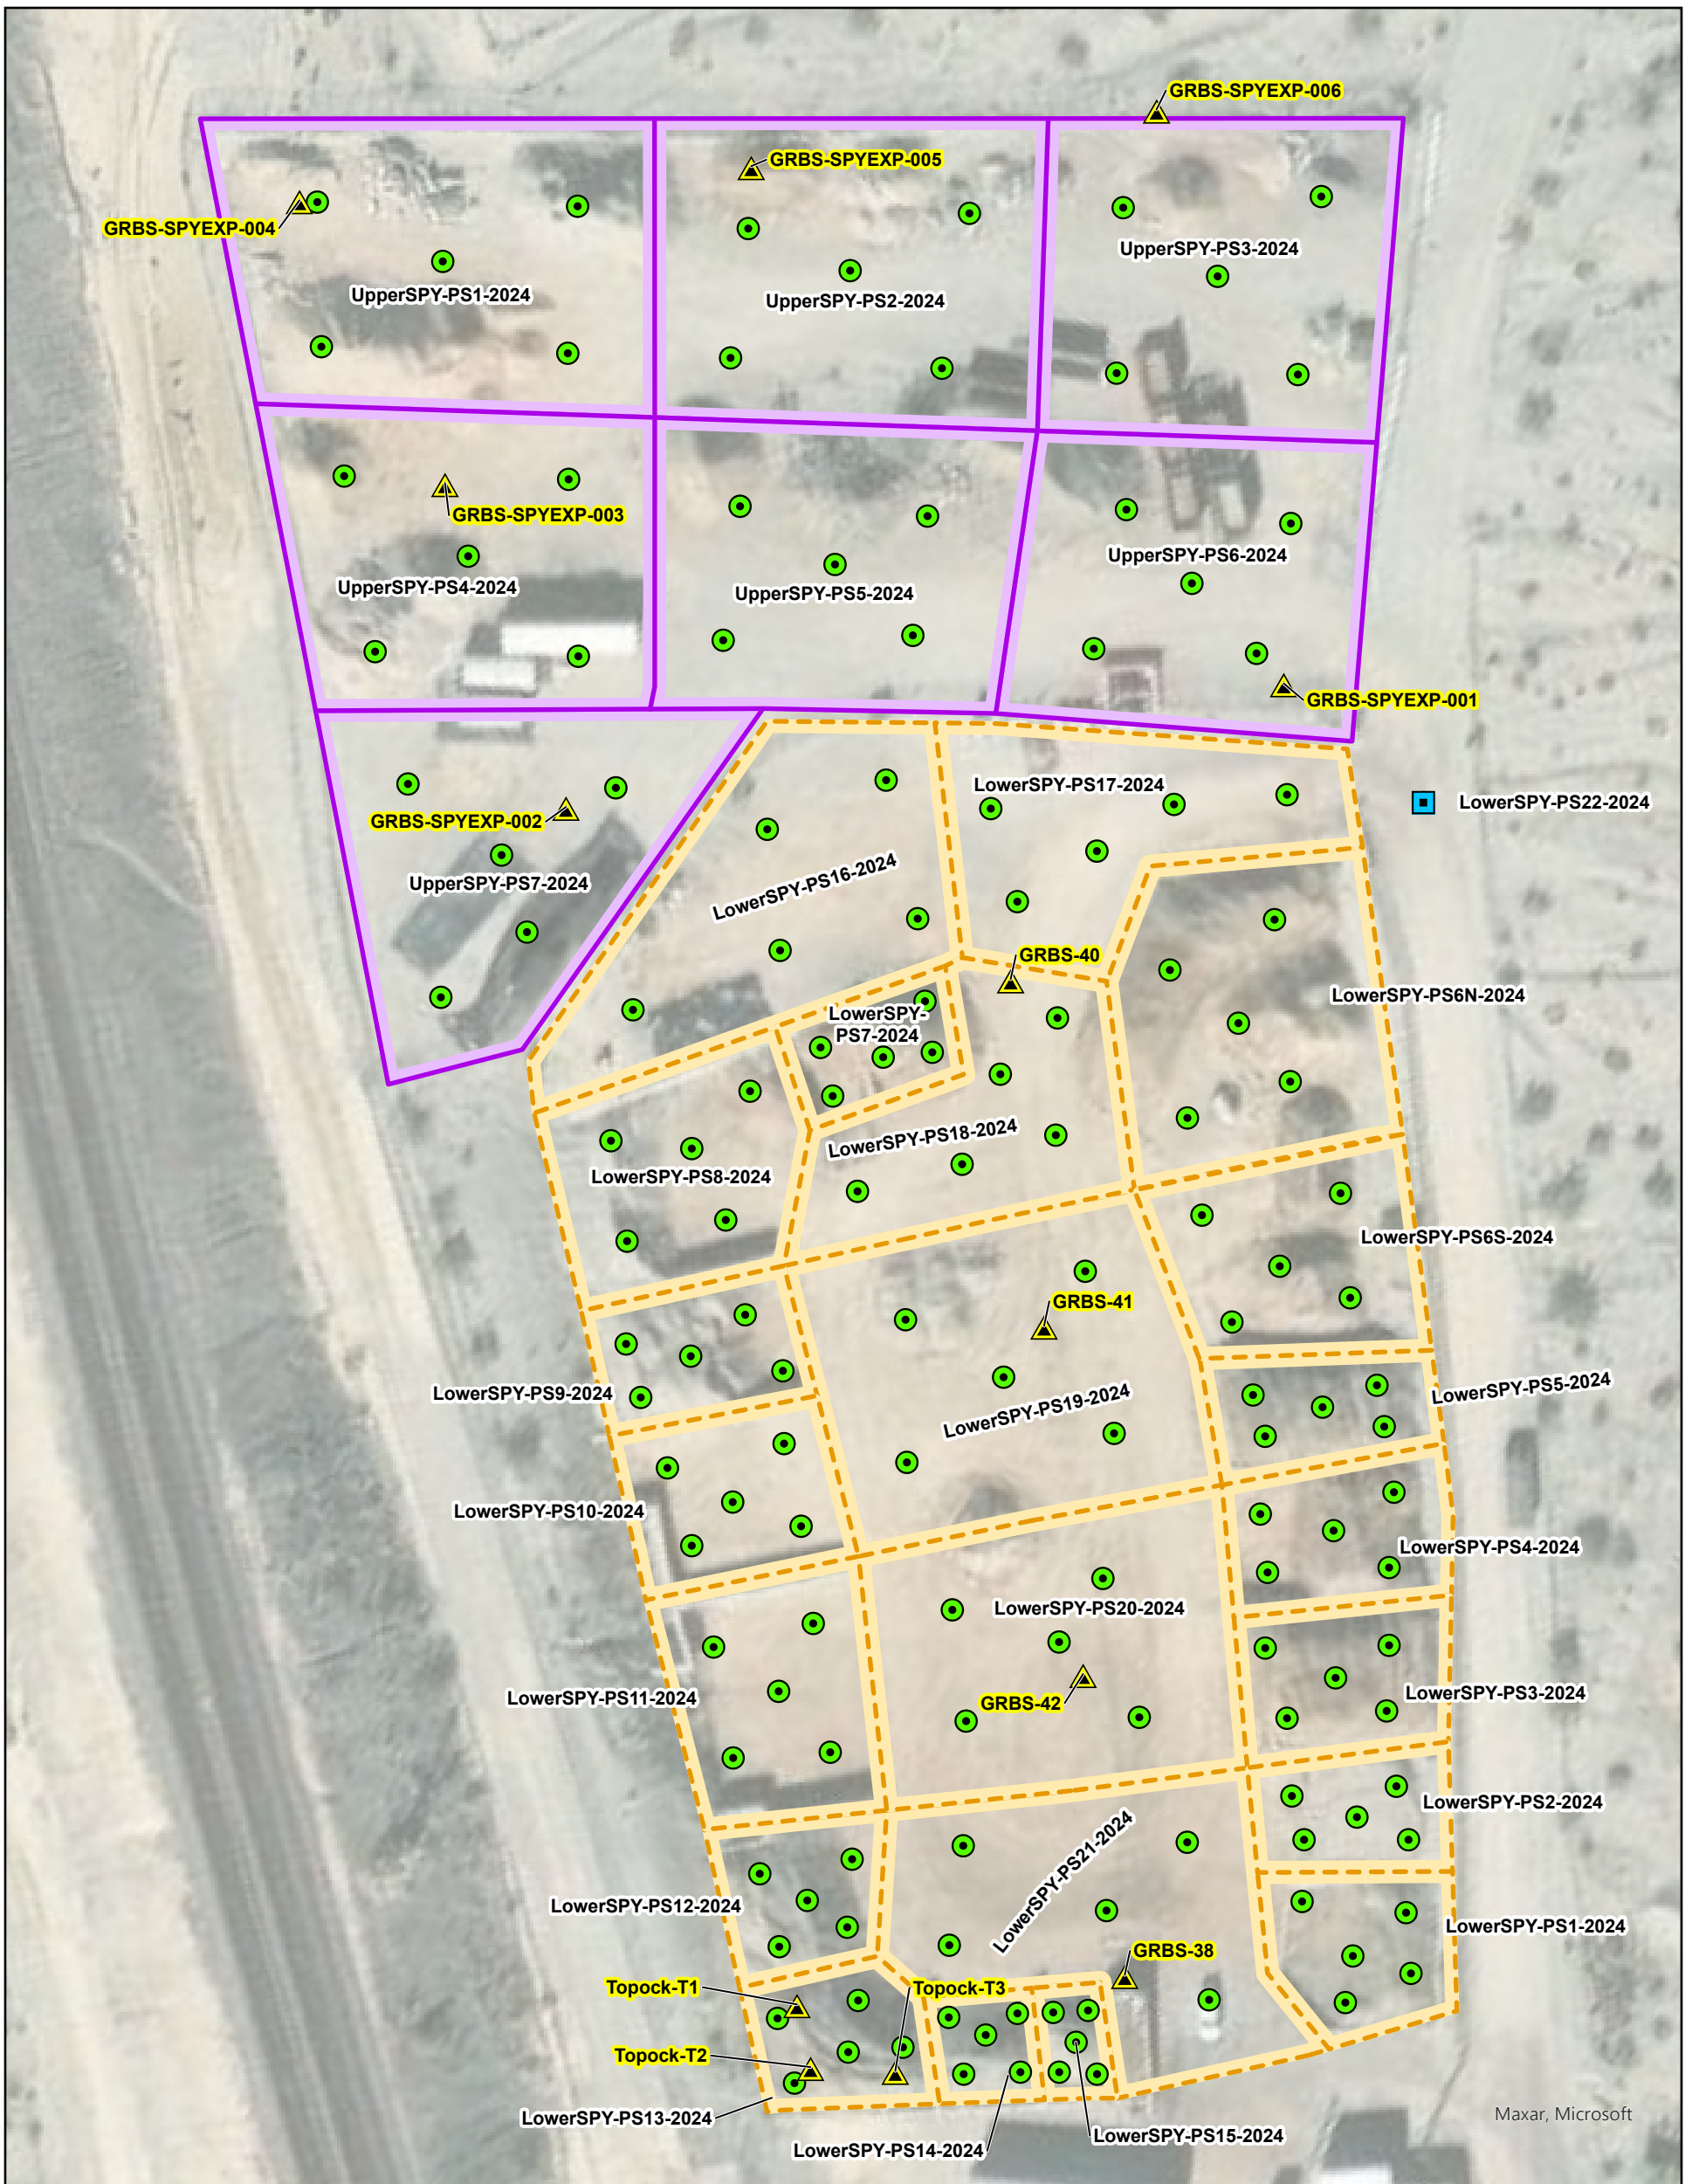 GRBS-SPYEXP-006
GRBS-SPYEXP-005
GRBS-SPYEXP-004
UpperSPY-PS3-2024
UpperSPY-PS1-2024
UpperSPY-PS2-2024
GRBS-SPYEXP-003
UpperSPY-PS6-2024
UpperSPY-PS4-2024
UpperSPY-PS5-2024
GRBS-SPYEXP-001
LowerSPY-PS17-2024
LowerSPY-PS22-2024
GRBS-SPYEXP-002
UpperSPY-PS7-2024
LowerSPY-PS16-2024
GRBS-40
LowerSPY-PS6N-2024
LowerSPY-
PS7-2024
LowerSPY-PS18-2024
LowerSPY-PS8-2024
LowerSPY-PS6S-2024
GRBS-41
LowerSPY-PS9-2024
LowerSPY-PS5-2024
LowerSPY-PS19-2024
LowerSPY-PS10-2024
LowerSPY-PS4-2024
LowerSPY-PS20-2024
LowerSPY-PS11-2024
GRBS-42
LowerSPY-PS3-2024
LowerSPY-PS2-2024
LowerSPY-PS21-2024
LowerSPY-PS12-2024
LowerSPY-PS1-2024
GRBS-38
Topock-T1
Topock-T3
Topock-T2
LowerSPY-PS13-2024
Maxar, Microsoft
LowerSPY-PS15-2024
LowerSPY-PS14-2024